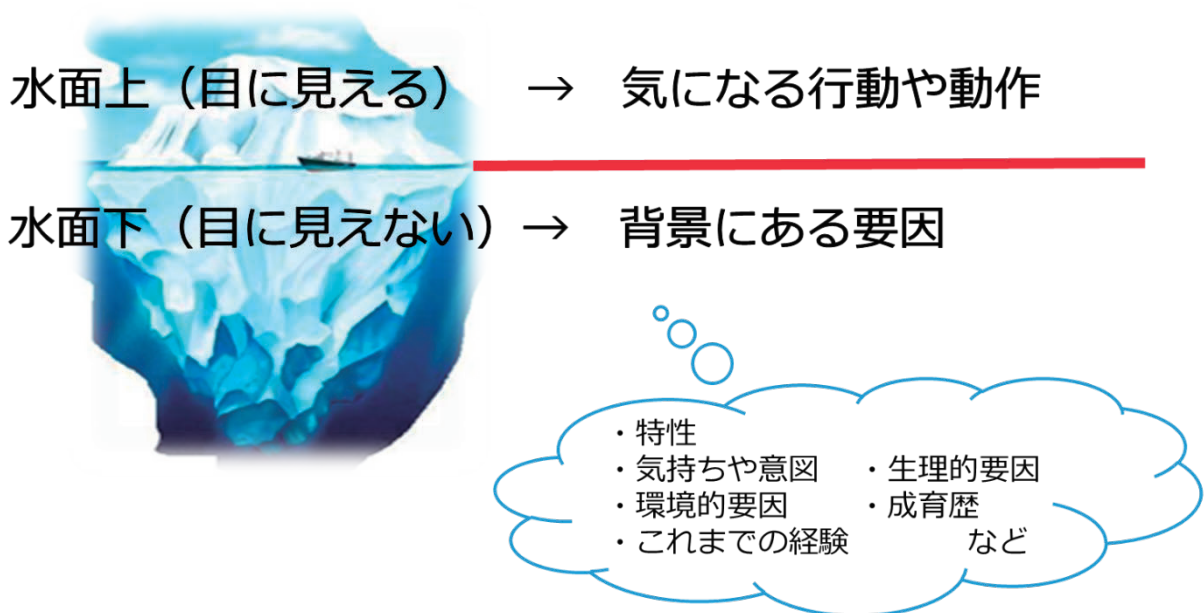 水面上（目に見える）　→　気になる行動や動作
水面下（目に見えない）→　背景にある要因
・特性
・気持ちや意図　・生理的要因
・環境的要因　・成育歴
・これまでの経験　など